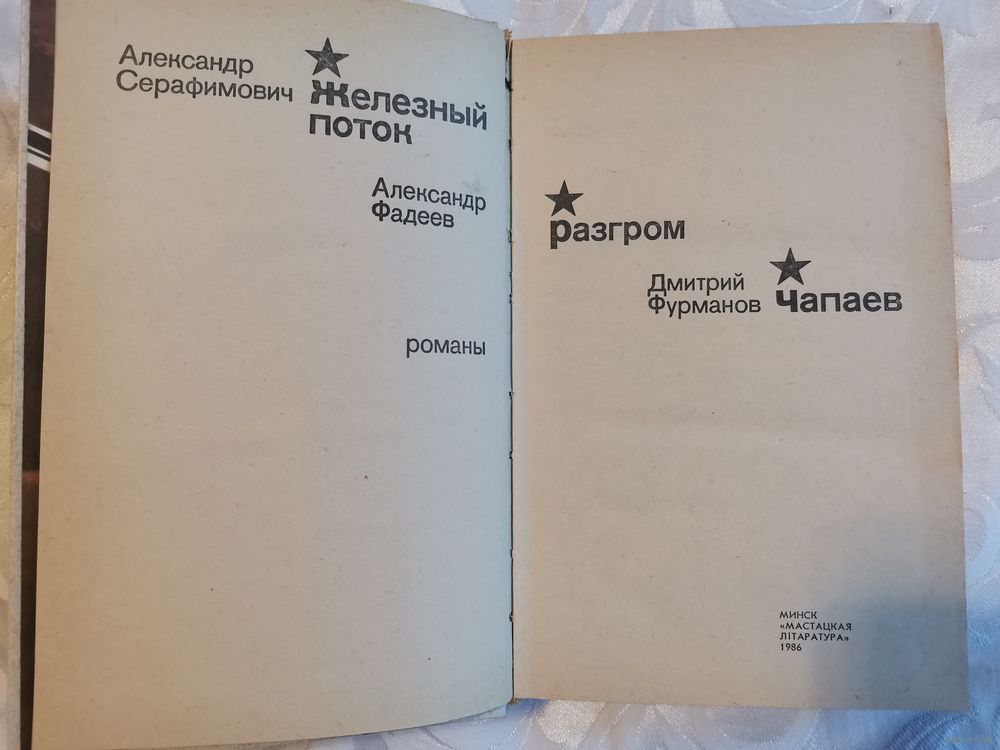 Александр
Серафимович
Железный
поток
Александр
Фадеев
романы
Разгром
Дмитрий
Фурманов
Чапаев
МИНСК
«МАСТАЦКАЯ
ЛІТАРАТУРА»
1986